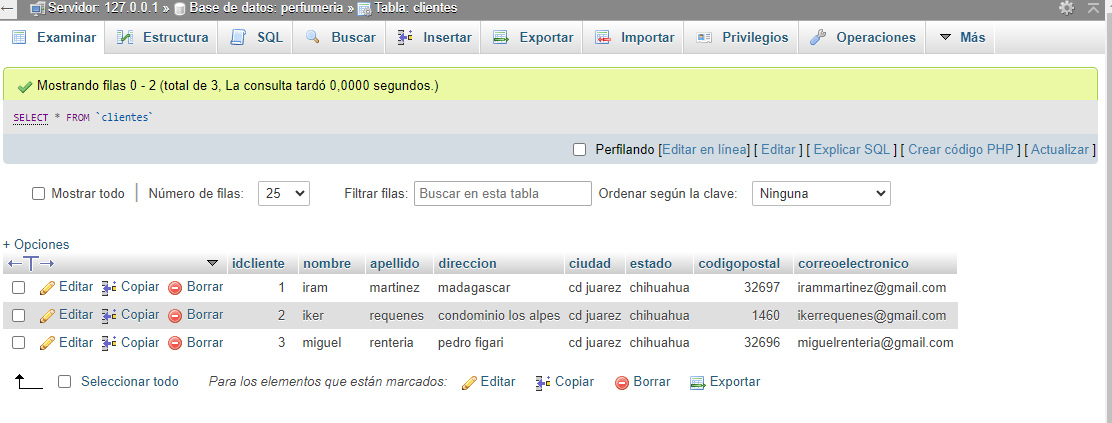 Servidor: 127.0.0.1 » Base de datos: perfumeria » Tabla: clientes
Examinar Estructura SQL Buscar Insertar Exportar Importar Privilegios Operaciones Más
Mostrando filas 0 - 2 (total de 3, La consulta tardó 0,0000 segundos.)
SELECT * FROM `clientes`
Perfilando [Editar en línea] [ Editar ] [ Explicar SQL ] [ Crear código PHP ] [ Actualizar ]
Mostrar todo | Número de filas: 25 Filtrar filas: Buscar en esta tabla Ordenar según la clave: Ninguna
+ Opciones
←T→ idcliente nombre apellido direccion ciudad estado codigopostal correoelectronico
Editar Copiar Borrar 1 iram martinez madagascar cd juarez chihuahua 32697 irammartinez@gmail.com
Editar Copiar Borrar 2 iker requenes condominio los alpes cd juarez chihuahua 1460 ikerrequenes@gmail.com
Editar Copiar Borrar 3 miguel renteria pedro figari cd juarez chihuahua 32696 miguelrenteria@gmail.com
Seleccionar todo Para los elementos que están marcados: Editar Copiar Borrar Exportar